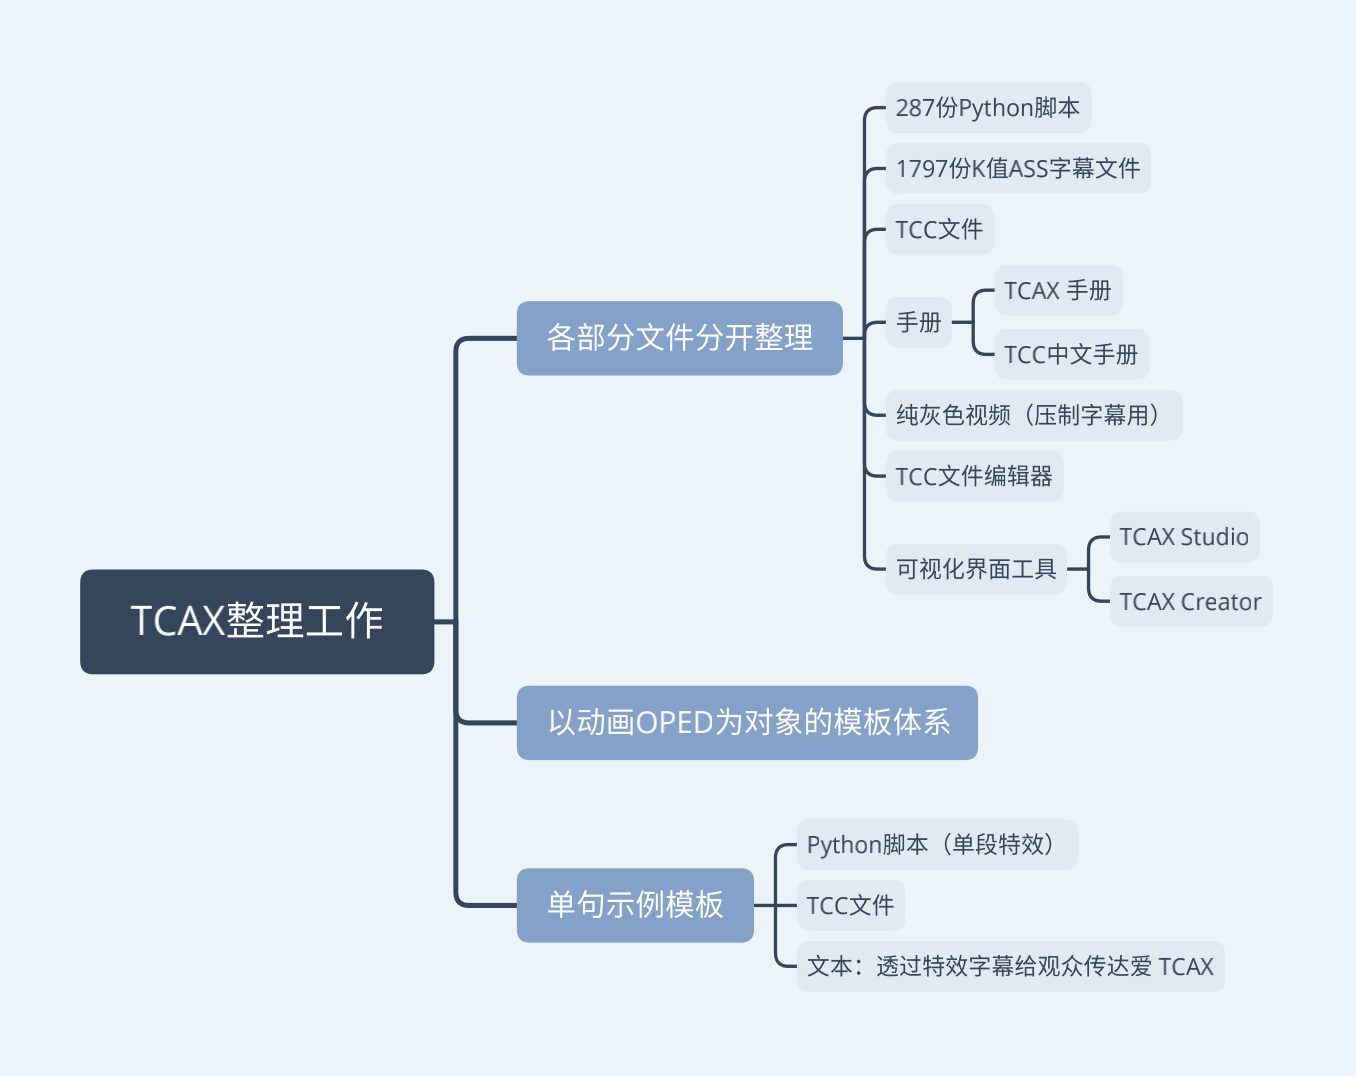 TCAX整理工作
各部分文件分开整理
287份Python脚本
1797份K值ASS字幕文件
TCC文件
手册
TCAX 手册
TCC中文手册
纯灰色视频（压制字幕用）
TCC文件编辑器
可视化界面工具
TCAX Studio
TCAX Creator
以动画OPED为对象的模板体系
单句示例模板
Python脚本（单段特效）
TCC文件
文本：透过特效字幕给观众传达爱 TCAX